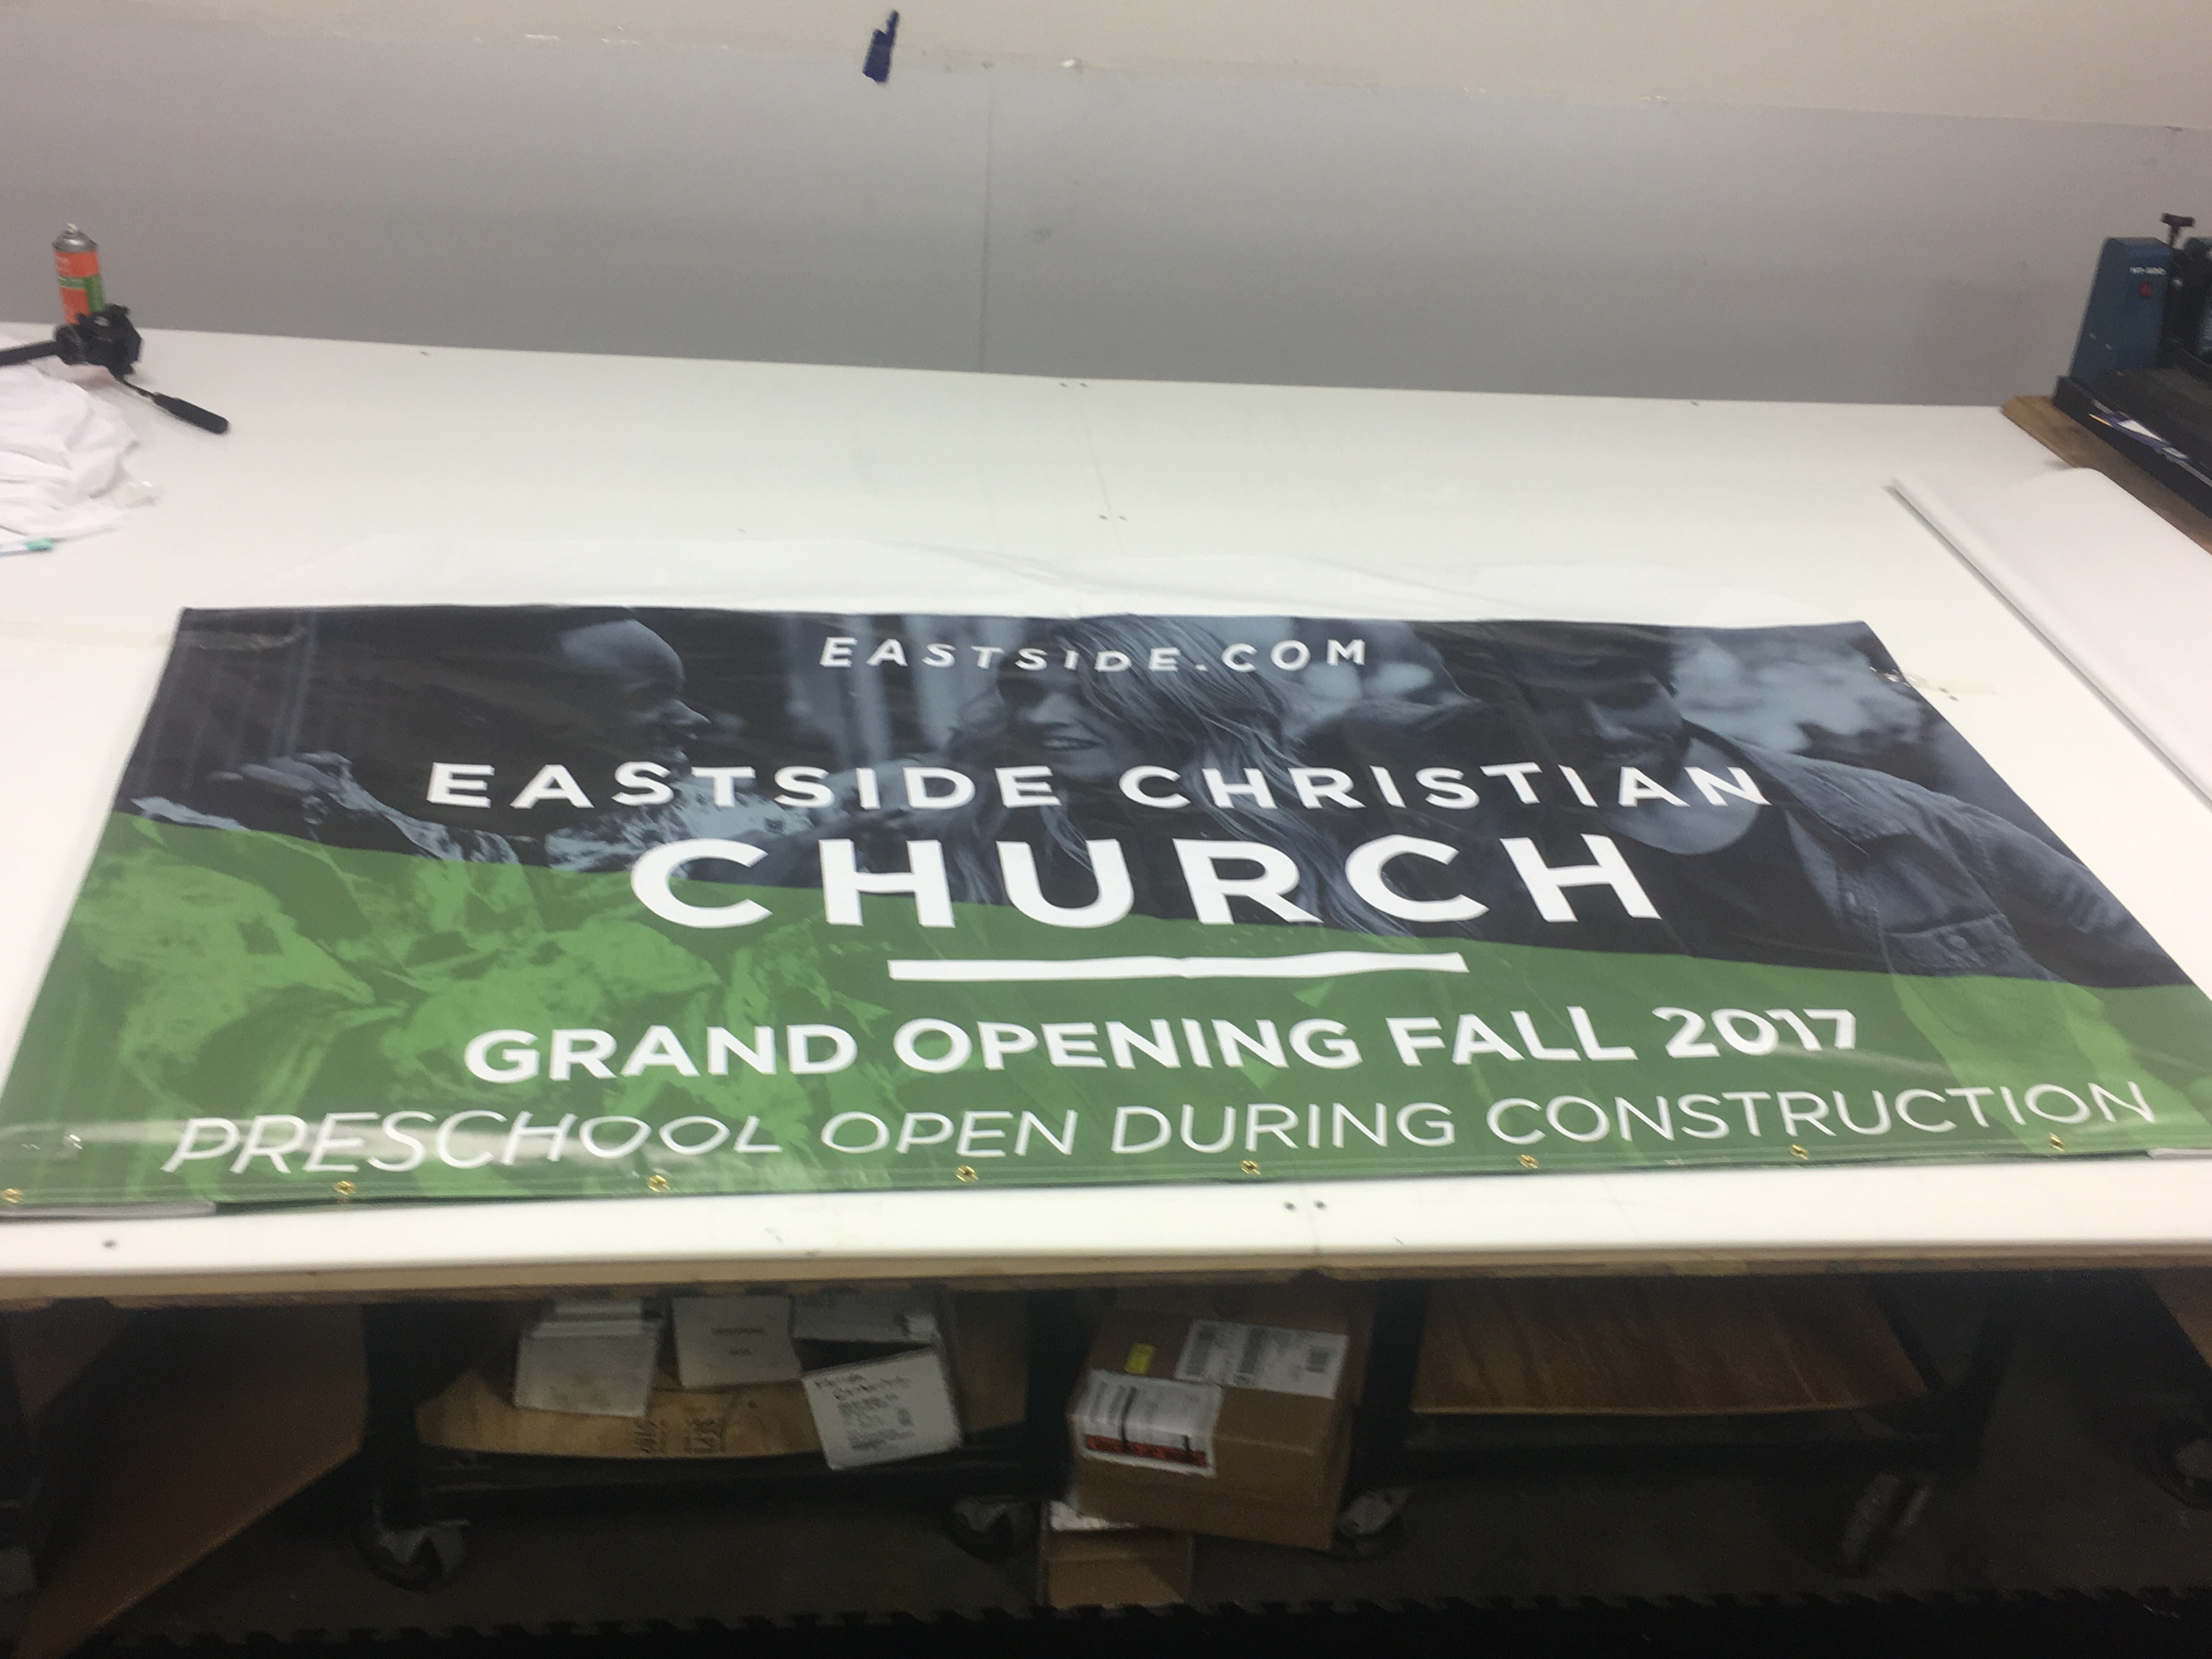 EASTSIDE.COM
EASTSIDE CHRISTIAN
CHURCH
GRAND OPENING FALL 2017
PRESCHOOL OPEN DURING CONSTRUCTION